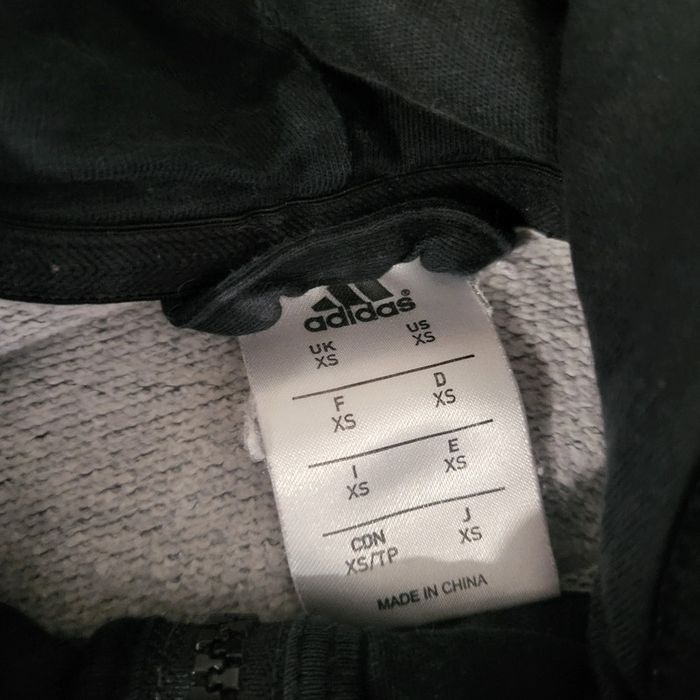 adidas®
UK US
XS XS
F D
XS XS
I E
XS XS
CDN J
XS/TP XS
MADE IN CHINA